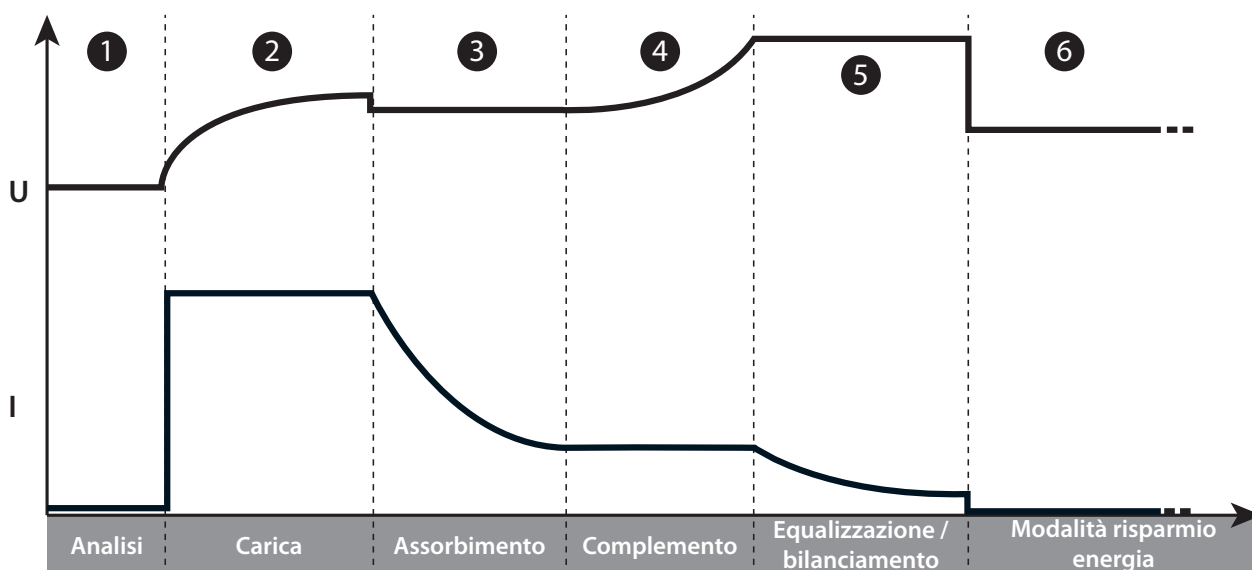 1
2
3
4
5
6
U
I
Analisi
Carica
Assorbimento
Complemento
Equalizzazione /
bilanciamento
Modalità risparmio
energia